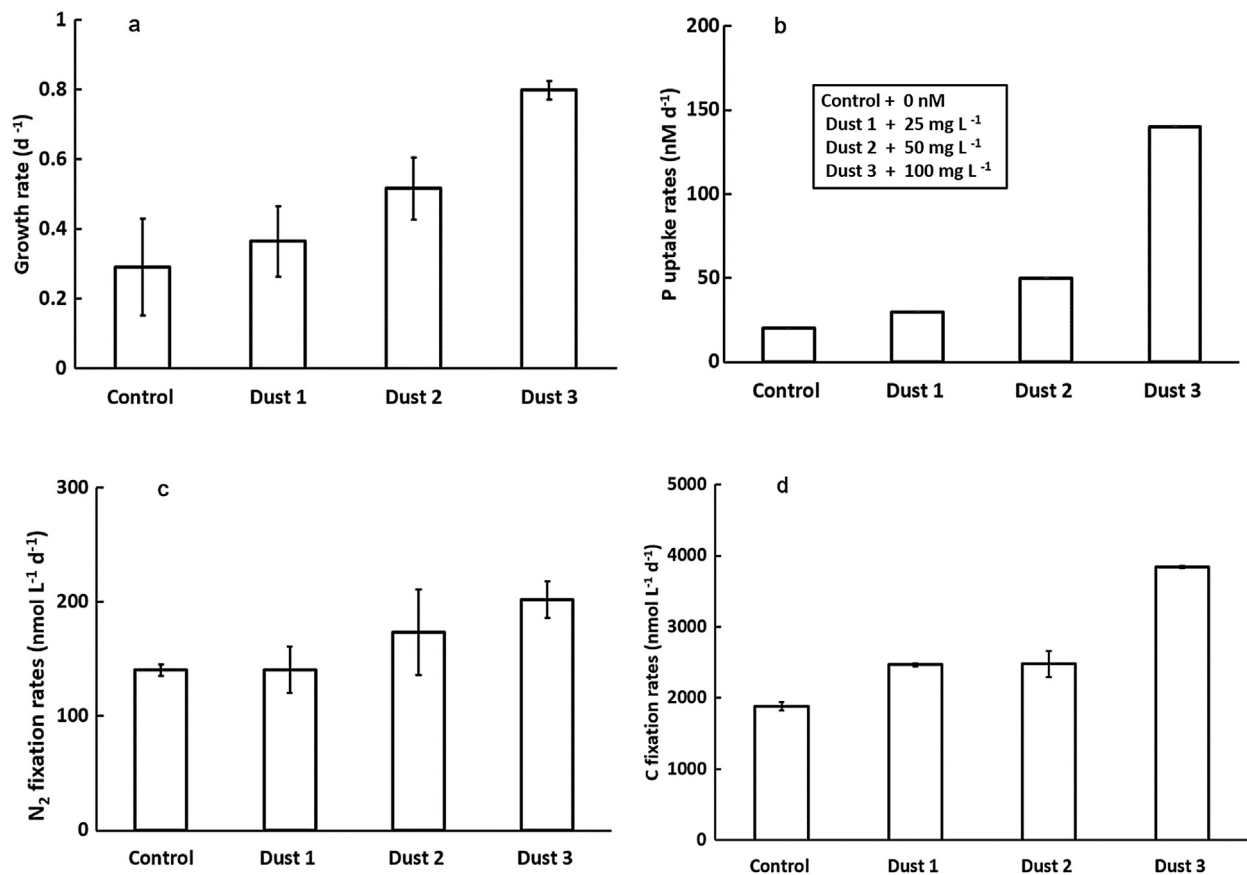 a
1
0.8
0.6
0.4
0.2
0
Growth rate (d ⁻¹)
Control Dust 1 Dust 2 Dust 3
b
200
150
100
50
0
P uptake rates (nM d⁻¹)
Control + 0 nM
Dust 1 + 25 mg L ⁻¹
Dust 2 + 50 mg L ⁻¹
Dust 3 + 100 mg L ⁻¹
Control Dust 1 Dust 2 Dust 3
c
300
200
100
0
N₂ fixation rates (nmol L⁻¹ d⁻¹)
Control Dust 1 Dust 2 Dust 3
d
5000
4000
3000
2000
1000
0
C fixation rates (nmol L⁻¹ d⁻¹)
Control Dust 1 Dust 2 Dust 3